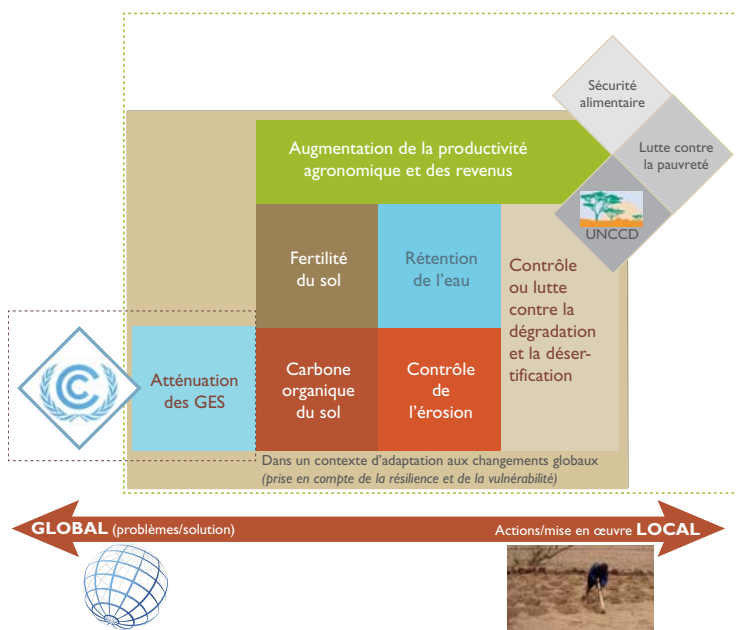 Sécurité
alimentaire
Lutte contre
la pauvreté
UNCCD
Augmentation de la productivité
agronomique et des revenus
Fertilité
du sol
Rétention
de l'eau
Contrôle
ou lutte
contre la
dégradation
et la déser-
tification
Atténuation
des GES
Carbone
organique
du sol
Contrôle
de
l'érosion
Dans un contexte d'adaptation aux changements globaux
(prise en compte de la résilience et de la vulnérabilité)
GLOBAL (problèmes/solution)
Actions/mise en œuvre LOCAL